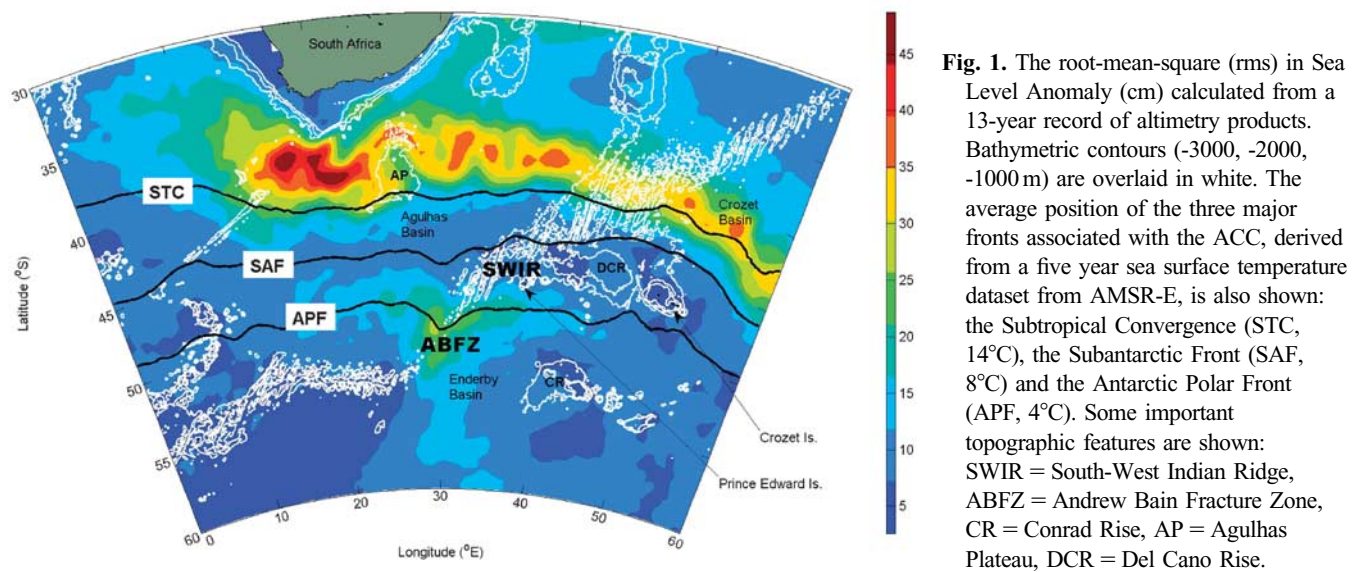 South Africa
30
35
40
45
50
55
60
Latitude (°S)
STC
SAF
APF
AP
Agulhas
Basin
Crozet
Basin
SWIR
DCR
ABFZ
Enderby
Basin
CR
Crozet Is.
Prince Edward Is.
0
10
20
30
40
50
60
Longitude (°E)
45
40
35
30
25
20
15
10
5
Fig. 1. The root-mean-square (rms) in Sea
Level Anomaly (cm) calculated from a
13-year record of altimetry products.
Bathymetric contours (-3000, -2000,
-1000 m) are overlaid in white. The
average position of the three major
fronts associated with the ACC, derived
from a five year sea surface temperature
dataset from AMSR-E, is also shown:
the Subtropical Convergence (STC,
14°C), the Subantarctic Front (SAF,
8°C) and the Antarctic Polar Front
(APF, 4°C). Some important
topographic features are shown:
SWIR = South-West Indian Ridge,
ABFZ = Andrew Bain Fracture Zone,
CR = Conrad Rise, AP = Agulhas
Plateau, DCR = Del Cano Rise.